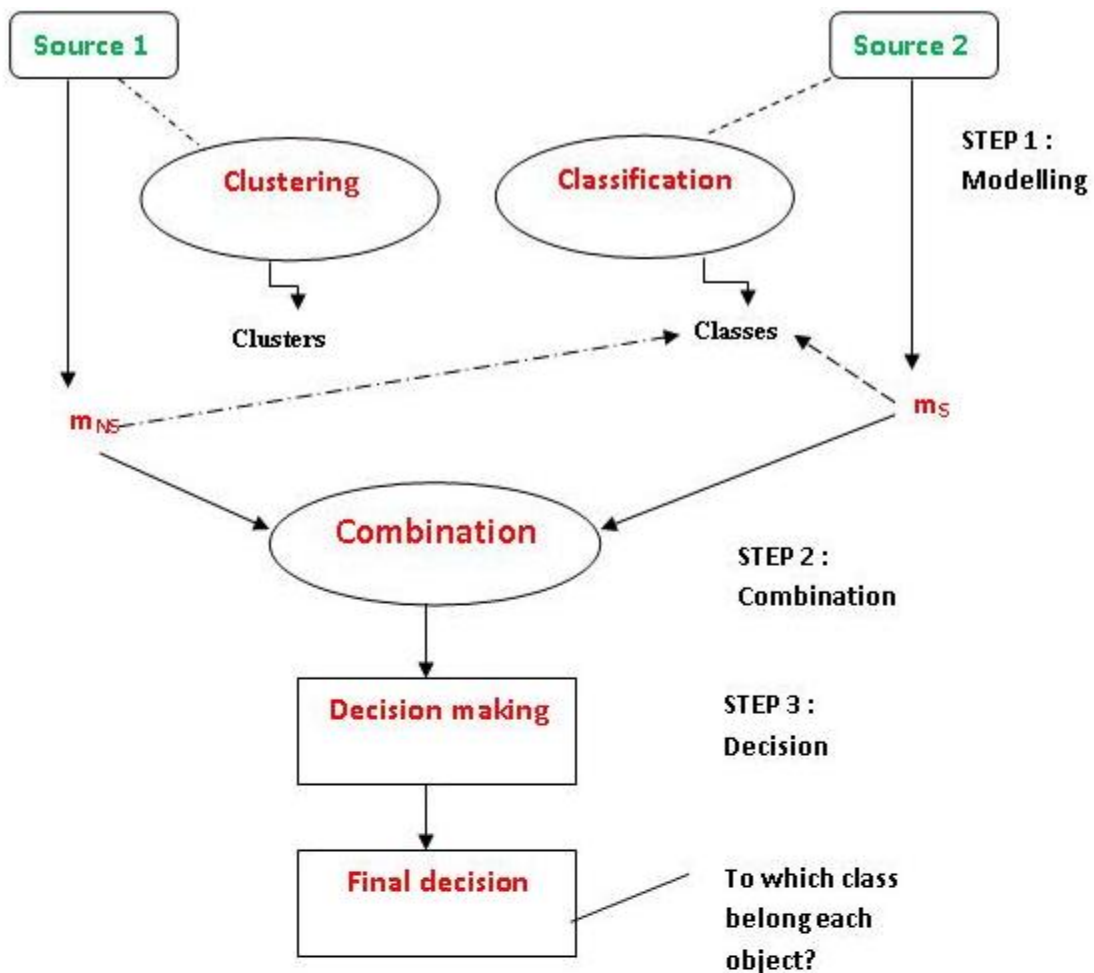 Source 1
Source 2
Clustering
Classification
STEP 1 :
Modelling
Clusters
Classes
mNS
mS
Combination
STEP 2 :
Combination
Decision making
STEP 3 :
Decision
Final decision
To which class
belong each
object?